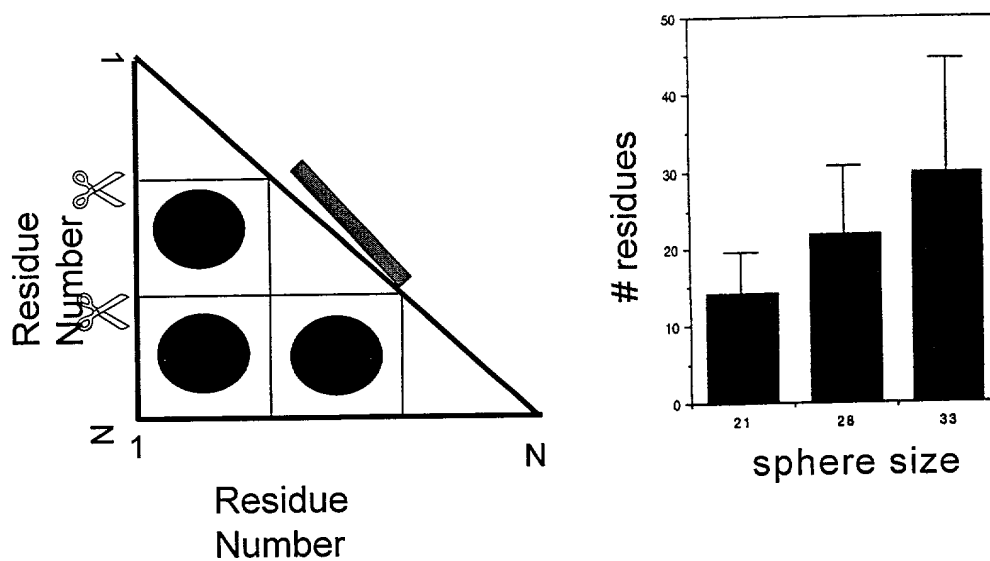 1
Residue
Number
N
1
N
Residue
Number
# residues
50
40
30
20
10
0
21
28
33
sphere size